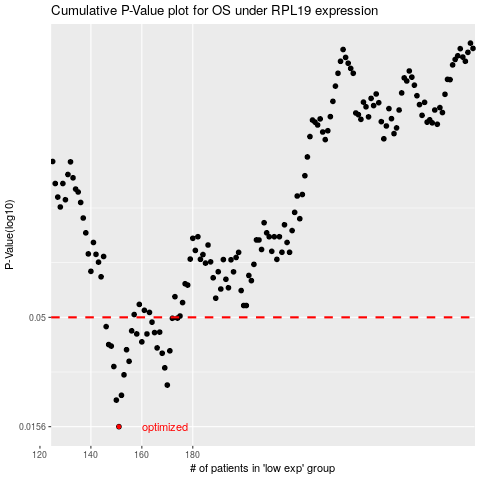 Cumulative P-Value plot for OS under RPL19 expression
P-Value(log10)
0.05
0.0156
optimized
120 140 160 180
# of patients in 'low exp' group